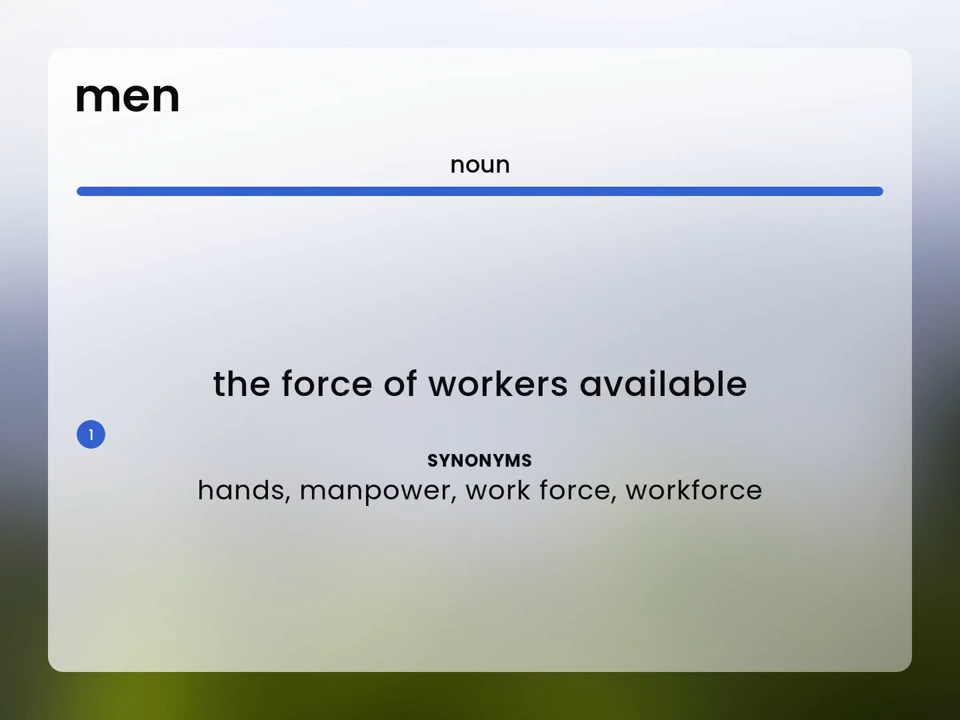 men
noun
the force of workers available
1
SYNONYMS
hands, manpower, work force, workforce